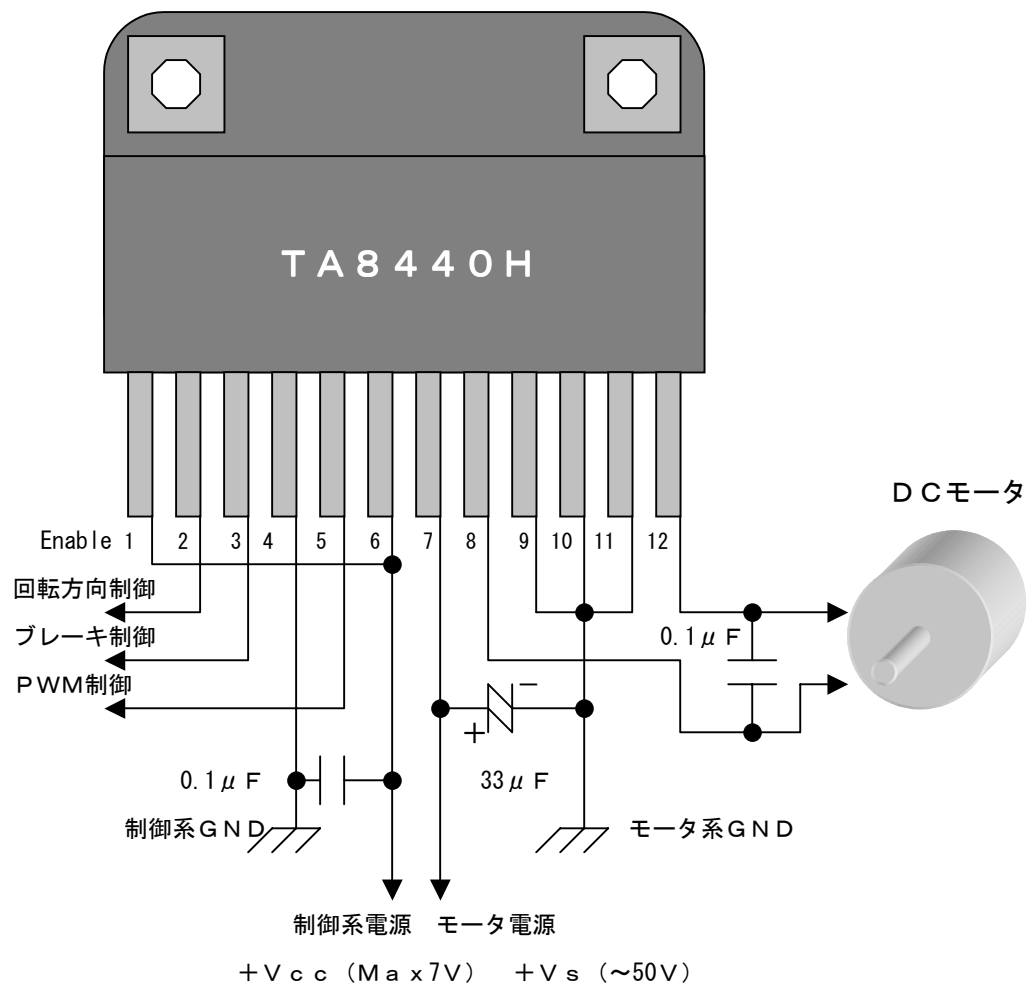 ＴＡ８４４０Ｈ
ＤＣモータ
Enable 1 2 3 4 5 6 7 8 9 10 11 12
回転方向制御
ブレーキ制御
ＰＷＭ制御
0.1μＦ
－
＋
0.1μＦ
33μＦ
制御系ＧＮＤ
モータ系ＧＮＤ
制御系電源 モータ電源
＋Ｖｃｃ（Ｍａｘ7Ｖ） ＋Ｖｓ（～50Ｖ）